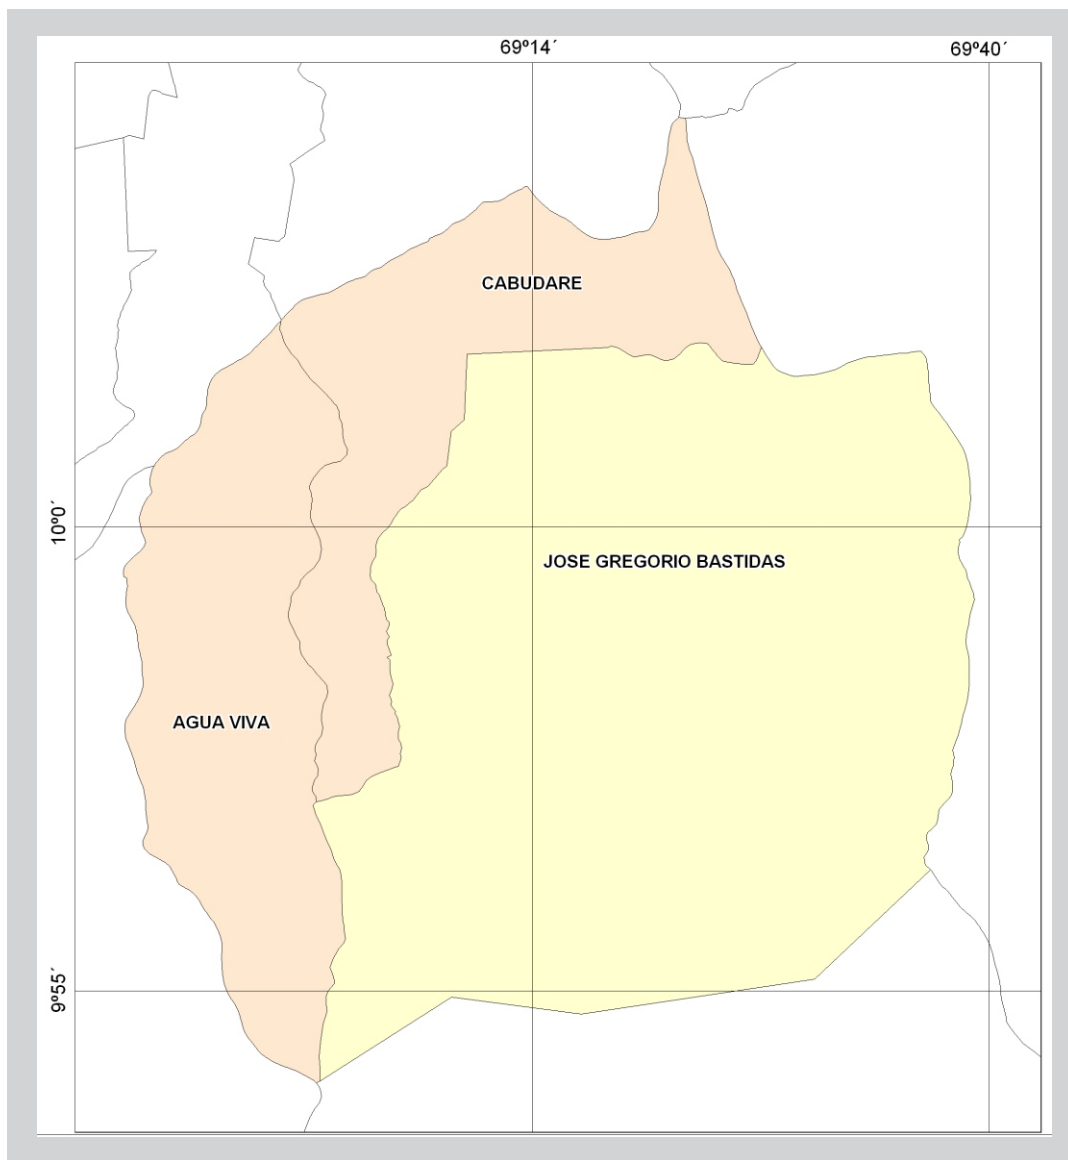 69º14´
69º40´
CABUDARE
10º0´
JOSE GREGORIO BASTIDAS
AGUA VIVA
9º55´